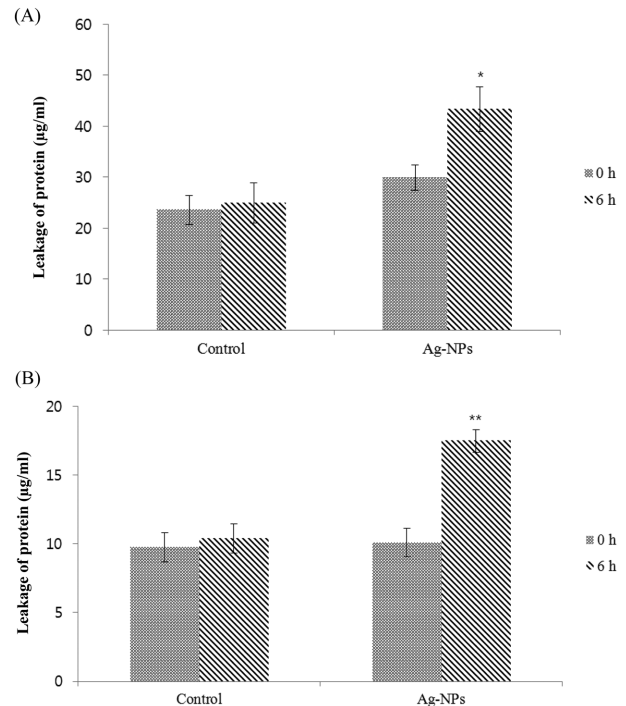 (A)
60
50
40
30
20
10
0
Leakage of protein (µg/ml)
*
0 h
6 h
Control
Ag-NPs
(B)
20
15
10
5
0
Leakage of protein (µg/ml)
**
0 h
6 h
Control
Ag-NPs